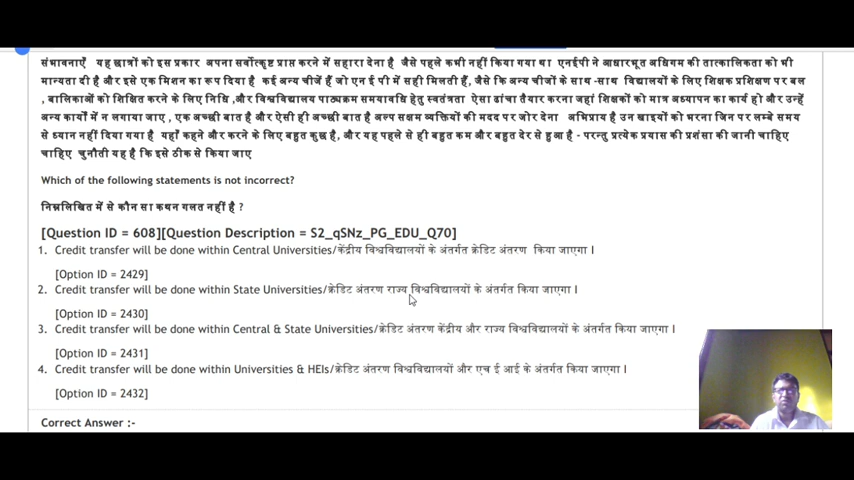 संभावनाएँ यह छात्रों को इस प्रकार अपना सर्वोत्कृष्ट प्राप्त करने में सहारा देना है जैसे पहले कभी नहीं किया गया था एनईपी ने आधारभूत अधिगम की तात्कालिकता को भी
मान्यता दी है और इसे एक मिशन का रूप दिया है कई अन्य चीजें हैं जो एन ई पी में सही मिलती हैं, जैसे कि अन्य चीजों के साथ -साथ विद्यालयों के लिए शिक्षक प्रशिक्षण पर बल
, बालिकाओं को शिक्षित करने के लिए निधि ,और विश्वविद्यालय पाठ्यक्रम समयावधि हेतु स्वतंत्रता ऐसा ढांचा तैयार करना जहां शिक्षकों को मात्र अध्यापन का कार्य हो और उन्हें
अन्य कार्यों में न लगाया जाए , एक अच्छी बात है और ऐसी ही अच्छी बात है अल्प सक्षम व्यक्तियों की मदद पर जोर देना अभिप्राय है उन खाइयों को भरना जिन पर लम्बे समय
से ध्यान नहीं दिया गया है यहाँ कहने और करने के लिए बहुत कुछ है, और यह पहले से ही बहुत कम और बहुत देर से हुआ है - परन्तु प्रत्येक प्रयास की प्रशंसा की जानी चाहिए
चाहिए चुनौती यह है कि इसे ठीक से किया जाए
Which of the following statements is not incorrect?
निम्नलिखित में से कौन सा कथन गलत नहीं है ?
[Question ID = 608][Question Description = S2_qSNz_PG_EDU_Q70]
1. Credit transfer will be done within Central Universities/केंद्रीय विश्वविद्यालयों के अंतर्गत क्रेडिट अंतरण किया जाएगा ।
[Option ID = 2429]
2. Credit transfer will be done within State Universities/क्रेडिट अंतरण राज्य विश्वविद्यालयों के अंतर्गत किया जाएगा ।
[Option ID = 2430]
3. Credit transfer will be done within Central & State Universities/क्रेडिट अंतरण केंद्रीय और राज्य विश्वविद्यालयों के अंतर्गत किया जाएगा ।
[Option ID = 2431]
4. Credit transfer will be done within Universities & HEIs/क्रेडिट अंतरण विश्वविद्यालयों और एच ई आई के अंतर्गत किया जाएगा ।
[Option ID = 2432]
Correct Answer :-